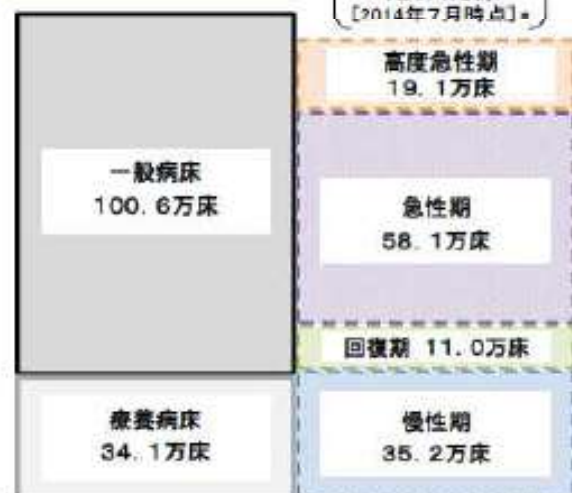 [2014年7月時点]*
高度急性期
19.1万床
一般病床
100.6万床
急性期
58.1万床
回復期 11.0万床
療養病床
34.1万床
慢性期
35.2万床